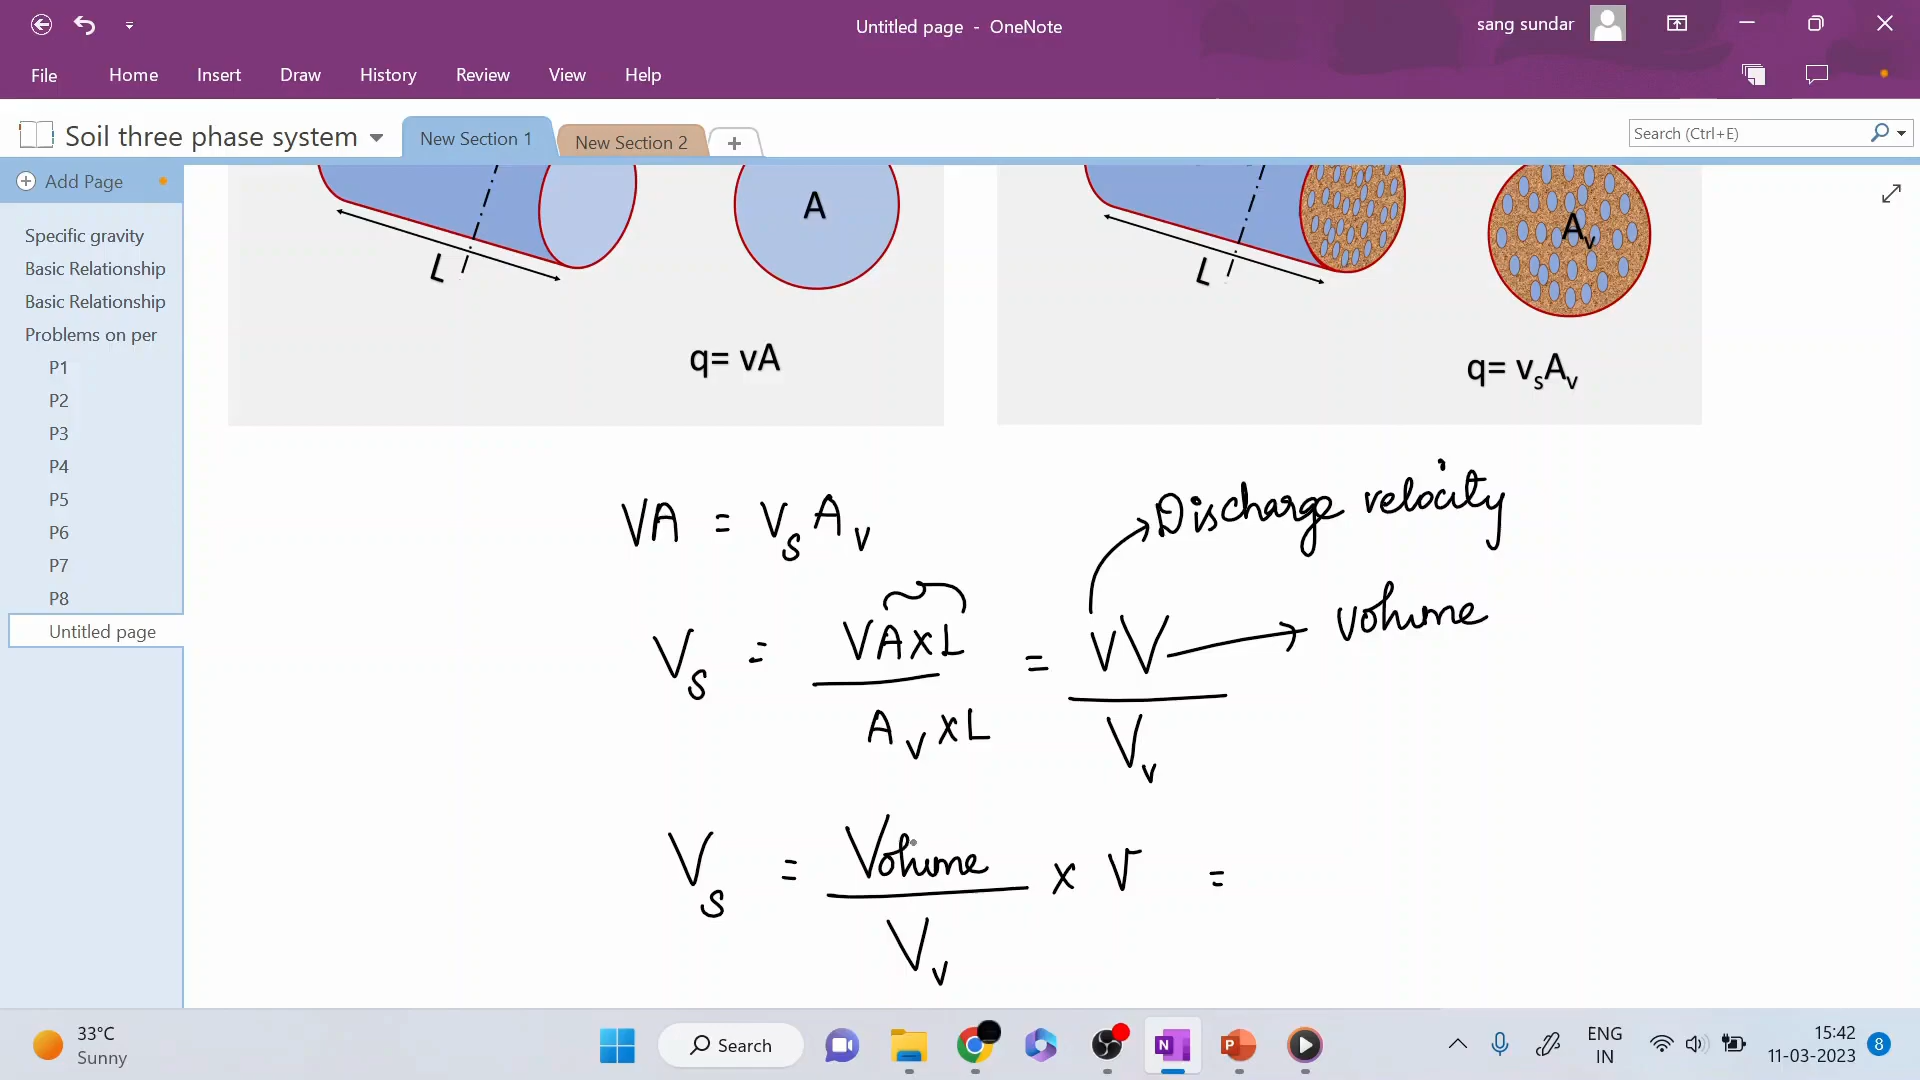 Untitled page - OneNote
sang sundar
File Home Insert Draw History Review View Help
Soil three phase system
New Section 1
New Section 2
Search (Ctrl+E)
Add Page
Specific gravity
Basic Relationship
Basic Relationship
Problems on per
P1
P2
P3
P4
P5
P6
P7
P8
Untitled page
L
A
q= vA
L
Av
q= vsAv
VA = Vs Av
Discharge velocity
Vs = VAxL / Av x L = vV / Vv
volume
Vs = Volume / Vv x V =
33°C
Sunny
Search
N
P
ENG
IN
15:42
11-03-2023
8